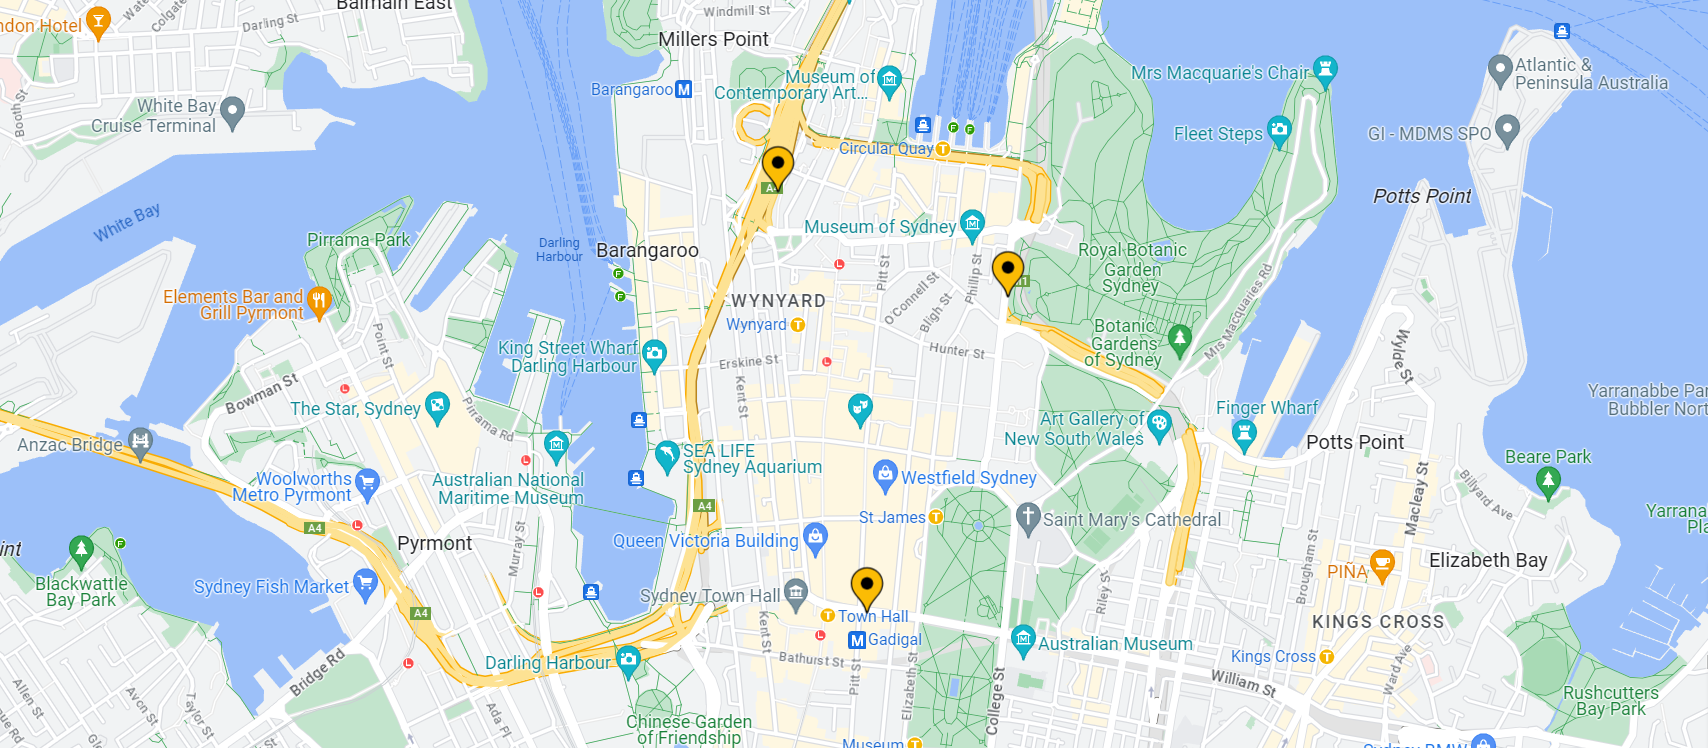 Balmain East
ndon Hotel
Darling St
Windmill St
Millers Point
Barangaroo
M
Museum of
Contemporary Art...
Mrs Macquarie's Chair
Atlantic &
Peninsula Australia
Booth St
White Bay
Cruise Terminal
Fleet Steps
GI - MDMS SPO
F
F
Circular Quay
T
Potts Point
White Bay
Pirrama Park
Darling
Harbour
Barangaroo
Museum of Sydney
Royal Botanic
Garden
Sydney
F
F
L
Pitt St
Phillip St
O'Connell St
Bligh St
Elements Bar and
Grill Pyrmont
Point St
WYNYARD
Wynyard
T
Mrs Macquaries Rd
Botanic
Gardens
of Sydney
Hunter St
King Street Wharf
Darling Harbour
Erskine St
L
Wylde St
Bowman St
L
Kent St
The Star, Sydney
Pirrama Rd
Yarranabbe Par
Bubbler Nort
Finger Wharf
Art Gallery of
New South Wales
Anzac Bridge
Potts Point
SEA LIFE
Sydney Aquarium
Beare Park
L
Woolworths
Metro Pyrmont
Australian National
Maritime Museum
Westfield Sydney
Macleay St
Billyard Ave
A4
A4
L
St James
T
Saint Mary's Cathedral
Yarrana
Pla
int
F
Pyrmont
Murray St
Queen Victoria Building
Brougham St
Elizabeth Bay
Blackwattle
Bay Park
Sydney Fish Market
L
Sydney Town Hall
Riley St
PIÑA
A4
T
Town Hall
L
M
Gadigal
Kent St
KINGS CROSS
Australian Museum
Darling Harbour
L
Bathurst St
Pitt St
Elizabeth St
College St
Kings Cross
T
Ward Ave
William St
Bridge Rd
Allen St
Avon St
Taylor St
Ada Pl
Rushcutters
Bay Park
Chinese Garden
of Friendship
Museum
T
Sydney BMW